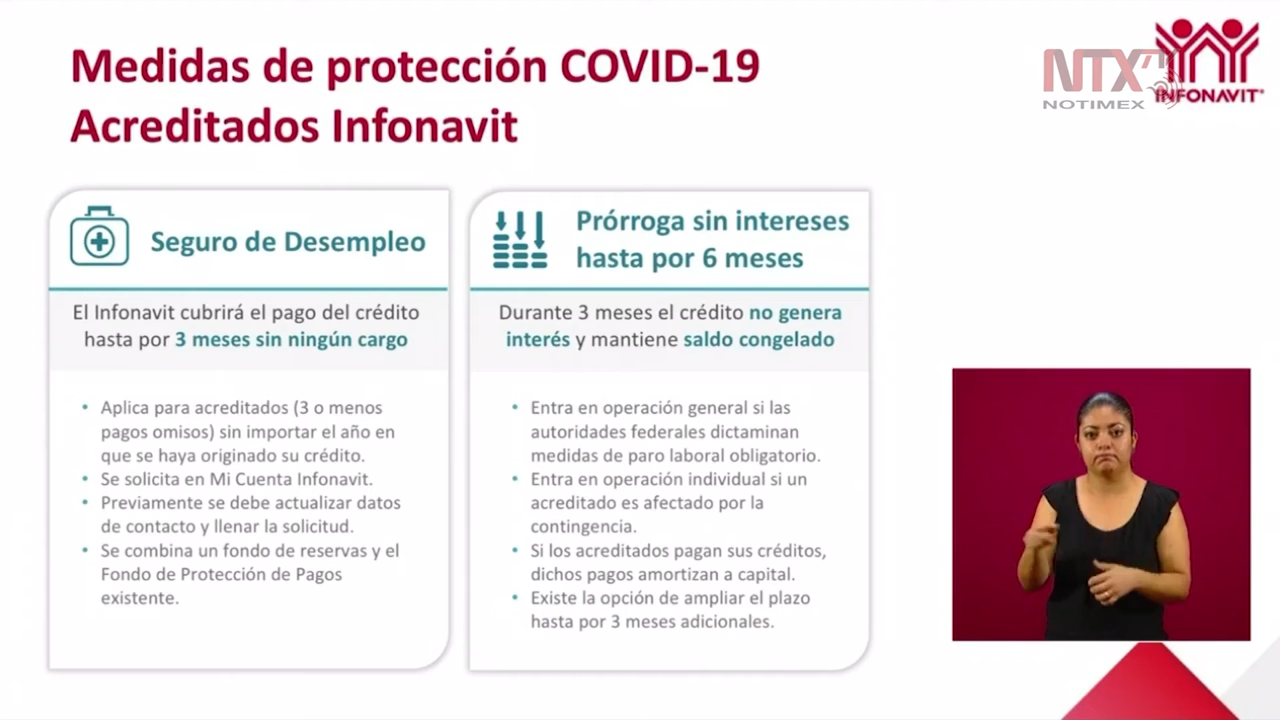 Medidas de protección COVID-19
Acreditados Infonavit
NTX
NOTIMEX
INFONAVIT
Seguro de Desempleo
El Infonavit cubrirá el pago del crédito
hasta por 3 meses sin ningún cargo
• Aplica para acreditados (3 o menos
pagos omisos) sin importar el año en
que se haya originado su crédito.
• Se solicita en Mi Cuenta Infonavit.
• Previamente se debe actualizar datos
de contacto y llenar la solicitud.
• Se combina un fondo de reservas y el
Fondo de Protección de Pagos
existente.
Prórroga sin intereses
hasta por 6 meses
Durante 3 meses el crédito no genera
interés y mantiene saldo congelado
• Entra en operación general si las
autoridades federales dictaminan
medidas de paro laboral obligatorio.
• Entra en operación individual si un
acreditado es afectado por la
contingencia.
• Si los acreditados pagan sus créditos,
dichos pagos amortizan a capital.
• Existe la opción de ampliar el plazo
hasta por 3 meses adicionales.